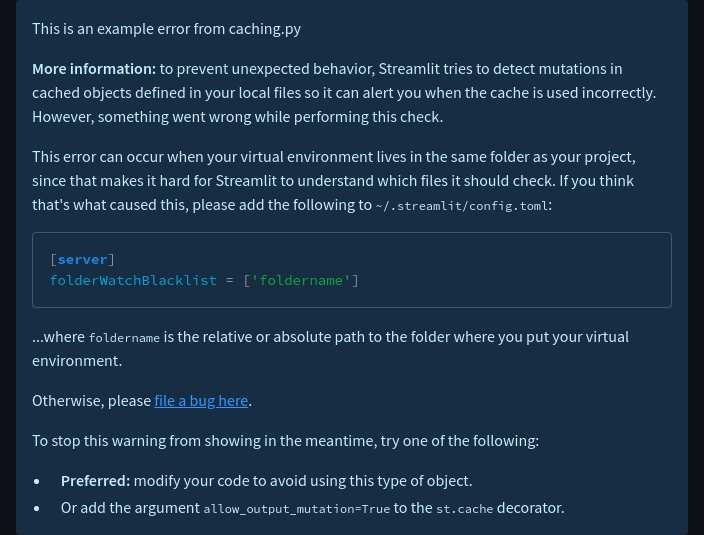 This is an example error from caching.py
More information: to prevent unexpected behavior, Streamlit tries to detect mutations in
cached objects defined in your local files so it can alert you when the cache is used incorrectly.
However, something went wrong while performing this check.
This error can occur when your virtual environment lives in the same folder as your project,
since that makes it hard for Streamlit to understand which files it should check. If you think
that's what caused this, please add the following to ~/.streamlit/config.toml:
[server]
folderWatchBlacklist = ['foldername']
...where foldername is the relative or absolute path to the folder where you put your virtual
environment.
Otherwise, please file a bug here.
To stop this warning from showing in the meantime, try one of the following:
• Preferred: modify your code to avoid using this type of object.
• Or add the argument allow_output_mutation=True to the st.cache decorator.